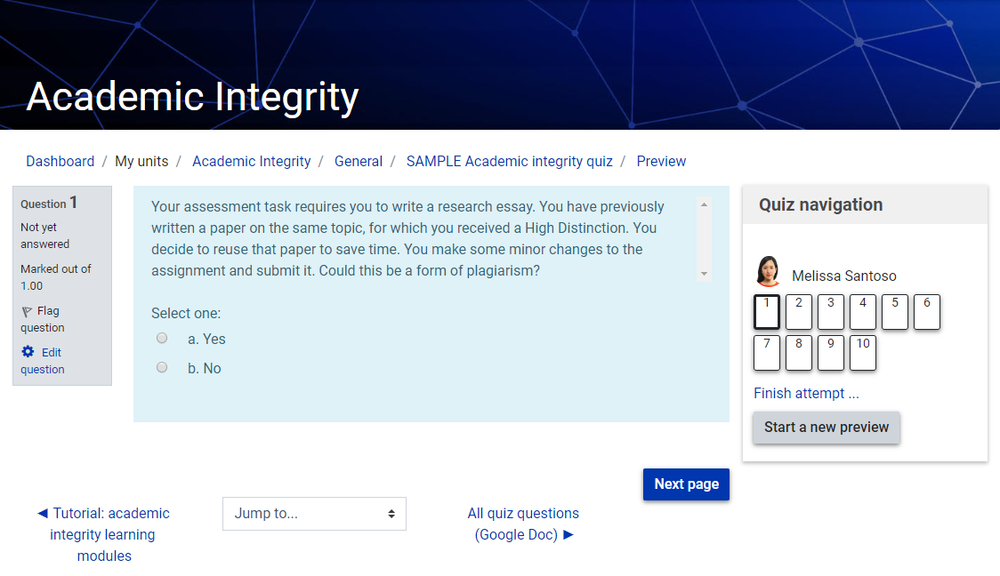 Academic Integrity
Dashboard / My units / Academic Integrity / General / SAMPLE Academic integrity quiz / Preview
Question 1
Not yet
answered
Marked out of
1.00
Flag
question
Edit
question
Your assessment task requires you to write a research essay. You have previously
written a paper on the same topic, for which you received a High Distinction. You
decide to reuse that paper to save time. You make some minor changes to the
assignment and submit it. Could this be a form of plagiarism?
Select one:
a. Yes
b. No
Quiz navigation
Melissa Santoso
1 2 3 4 5 6
7 8 9 10
Finish attempt ...
Start a new preview
Next page
◀ Tutorial: academic
integrity learning
modules
Jump to...
All quiz questions
(Google Doc) ▶